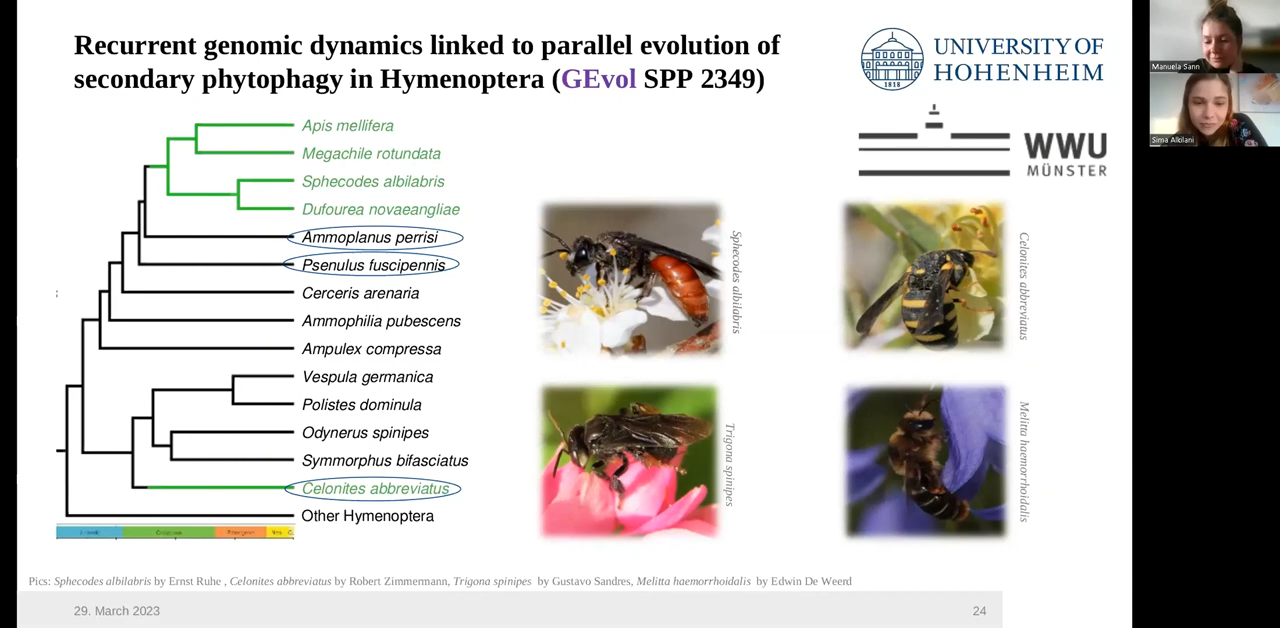 Recurrent genomic dynamics linked to parallel evolution of
secondary phytophagy in Hymenoptera (GEvol SPP 2349)
UNIVERSITY OF
HOHENHEIM
1818
WWU
MÜNSTER
Manuela Sann
Sima Alkilani
Apis mellifera
Megachile rotundata
Sphecodes albilabris
Dufourea novaeangliae
Ammoplanus perrisi
Psenulus fuscipennis
Cerceris arenaria
Ammophilia pubescens
Ampulex compressa
Vespula germanica
Polistes dominula
Odynerus spinipes
Symmorphus bifasciatus
Celonites abbreviatus
Other Hymenoptera
Sphecodes albilabris
Celonites abbreviatus
Trigona spinipes
Melitta haemorrhoidalis
Pics: Sphecodes albilabris by Ernst Ruhe , Celonites abbreviatus by Robert Zimmermann, Trigona spinipes by Gustavo Sandres, Melitta haemorrhoidalis by Edwin De Weerd
29. March 2023
24